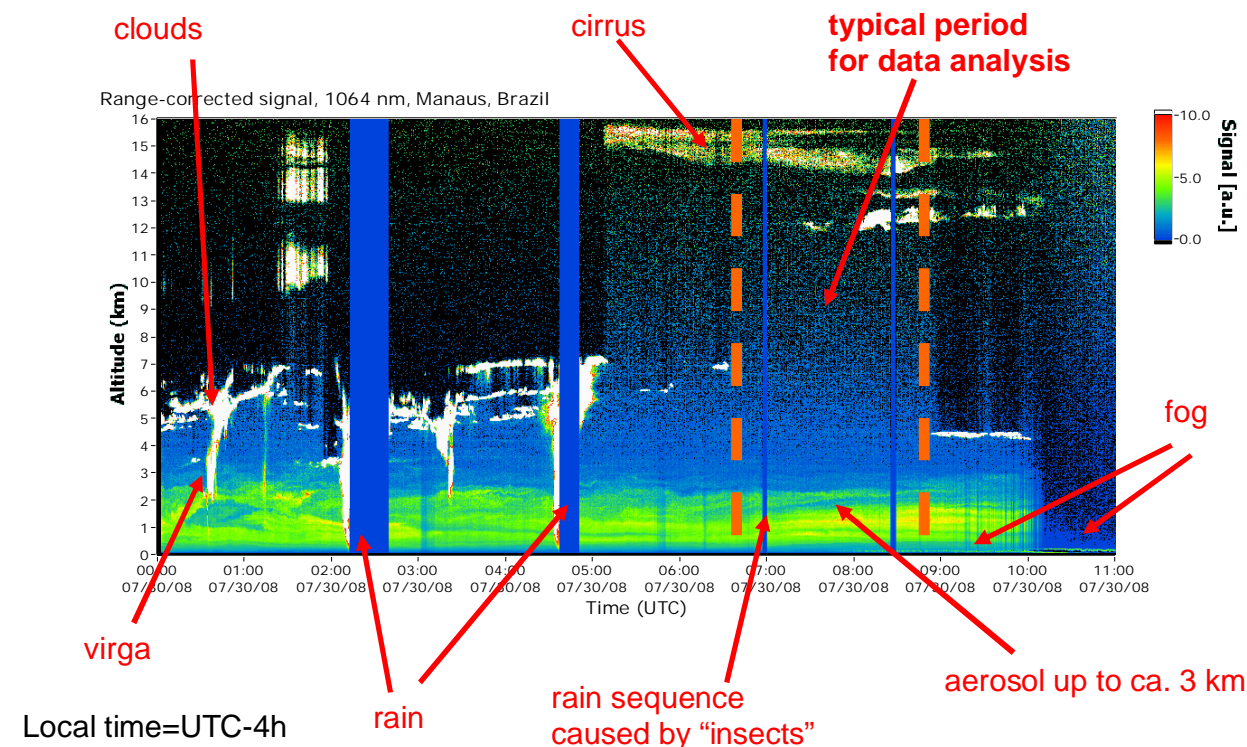 clouds
cirrus
typical period
for data analysis
Range-corrected signal, 1064 nm, Manaus, Brazil
16
15
14
13
12
11
10
9
8
7
6
5
4
3
2
1
0
Altitude (km)
10.0
5.0
0.0
Signal [a.u.]
fog
00:00 01:00 02:00 03:00 04:00 05:00 06:00 07:00 08:00 09:00 10:00 11:00
07/30/08 07/30/08 07/30/08 07/30/08 07/30/08 07/30/08 07/30/08 07/30/08 07/30/08 07/30/08 07/30/08 07/30/08
Time (UTC)
virga
rain
rain sequence
caused by “insects”
aerosol up to ca. 3 km
Local time=UTC-4h